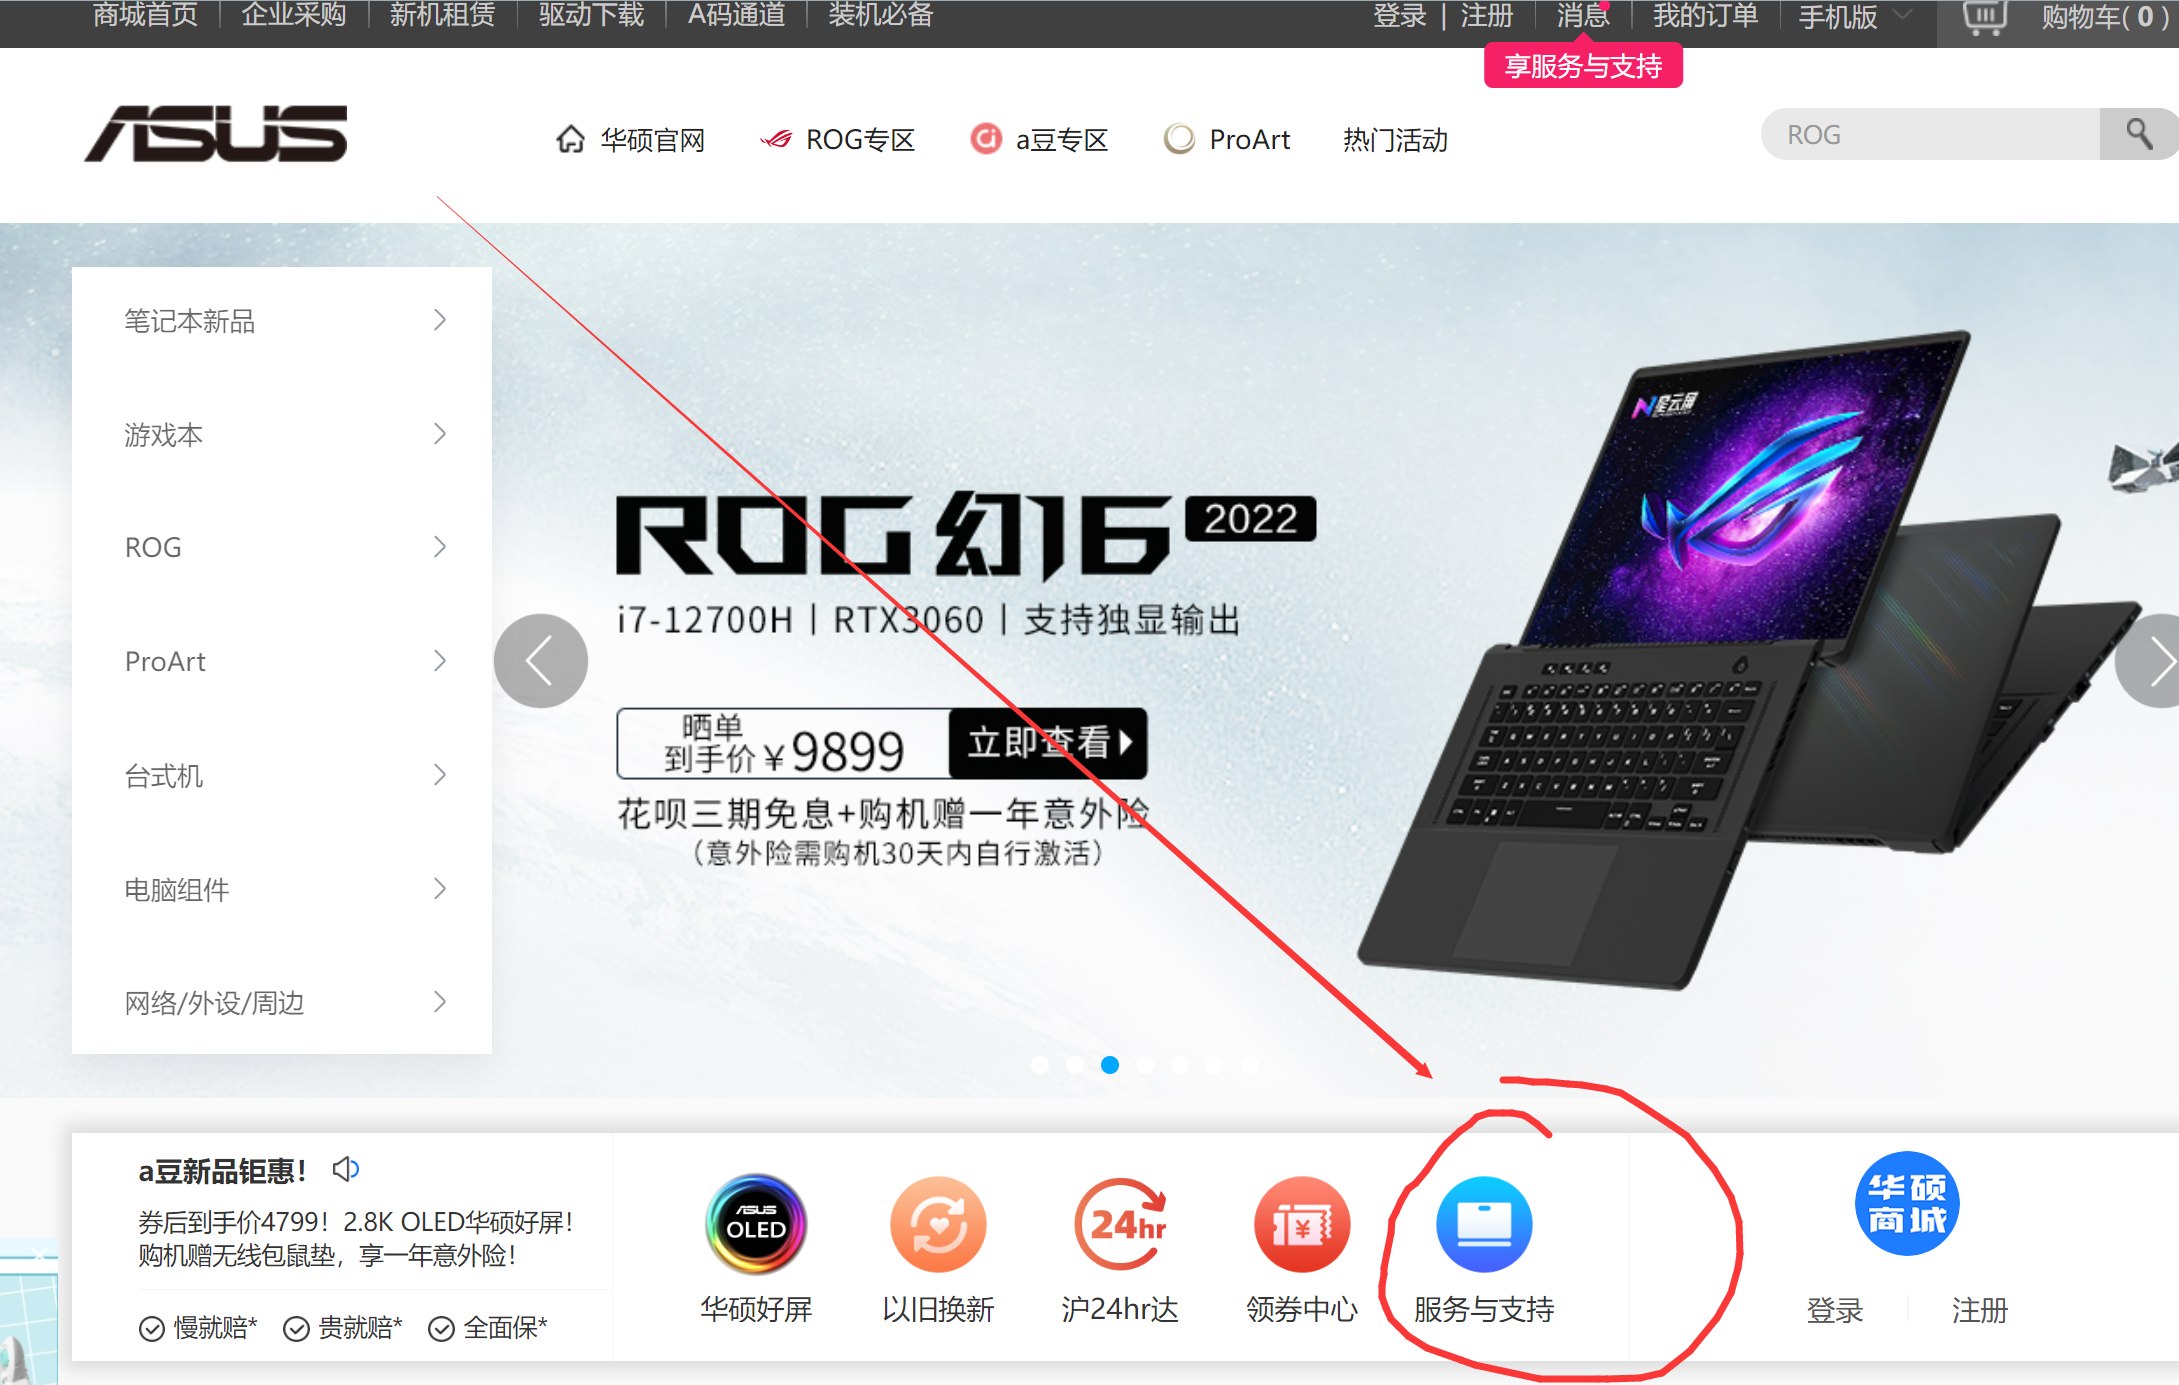 商城首页 企业采购 新机租赁 驱动下载 A码通道 装机必备 登录 | 注册 消息 我的订单 手机版 购物车( 0 )
享服务与支持
ASUS 华硕官网 ROG专区 a豆专区 ProArt 热门活动 ROG
笔记本新品
游戏本
ROG
ProArt
台式机
电脑组件
网络/外设/周边
星云屏
ROG 幻16 2022
i7-12700H | RTX3060 | 支持独显输出
晒单
到手价￥9899 立即查看
花呗三期免息+购机赠一年意外险
（意外险需购机30天内自行激活）
a豆新品钜惠！
券后到手价4799！2.8K OLED华硕好屏！
购机赠无线包鼠垫，享一年意外险！
慢就赔* 贵就赔* 全面保*
ASUS
OLED
24hr
¥
华硕好屏 以旧换新 沪24hr达 领券中心 服务与支持
华硕
商城
登录 注册